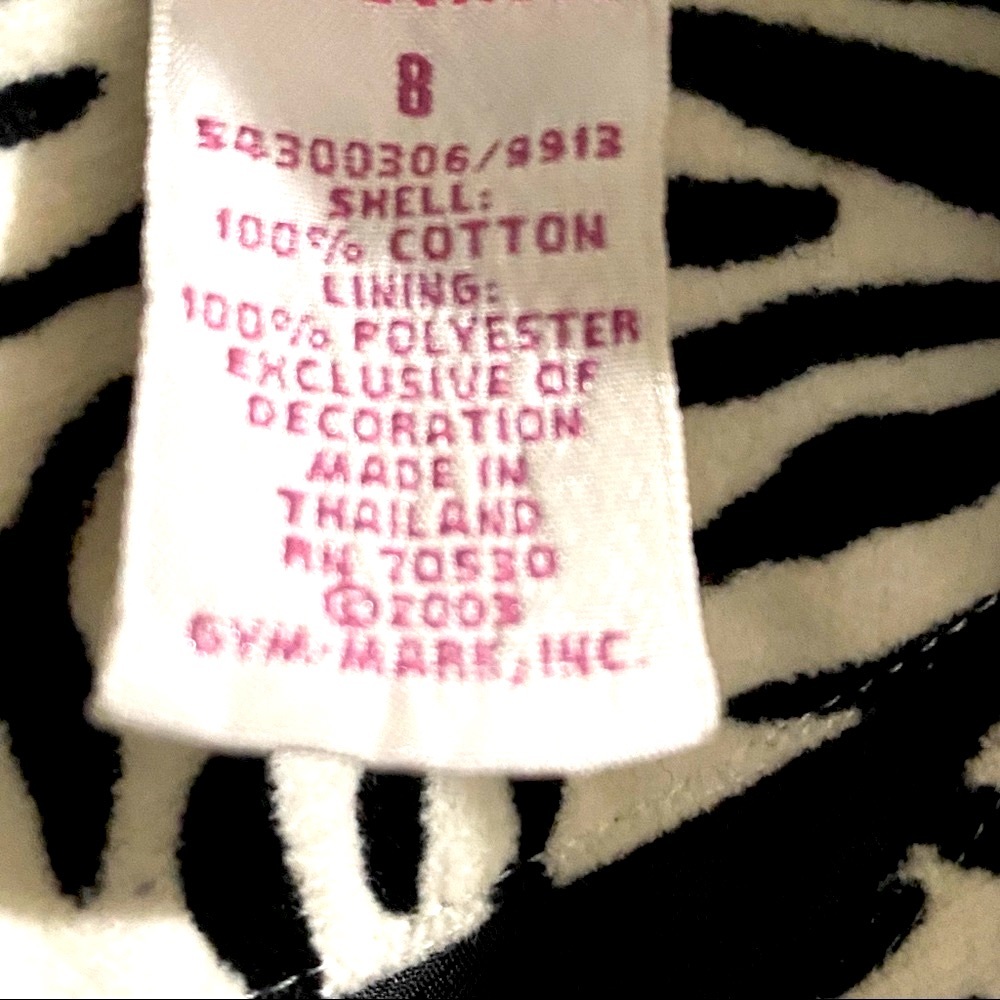 8
54300306/9913
SHELL:
100% COTTON
LINING:
100% POLYESTER
EXCLUSIVE OF
DECORATION
MADE IN
THAILAND
RN 70530
©2003
GYM-MARK, INC.